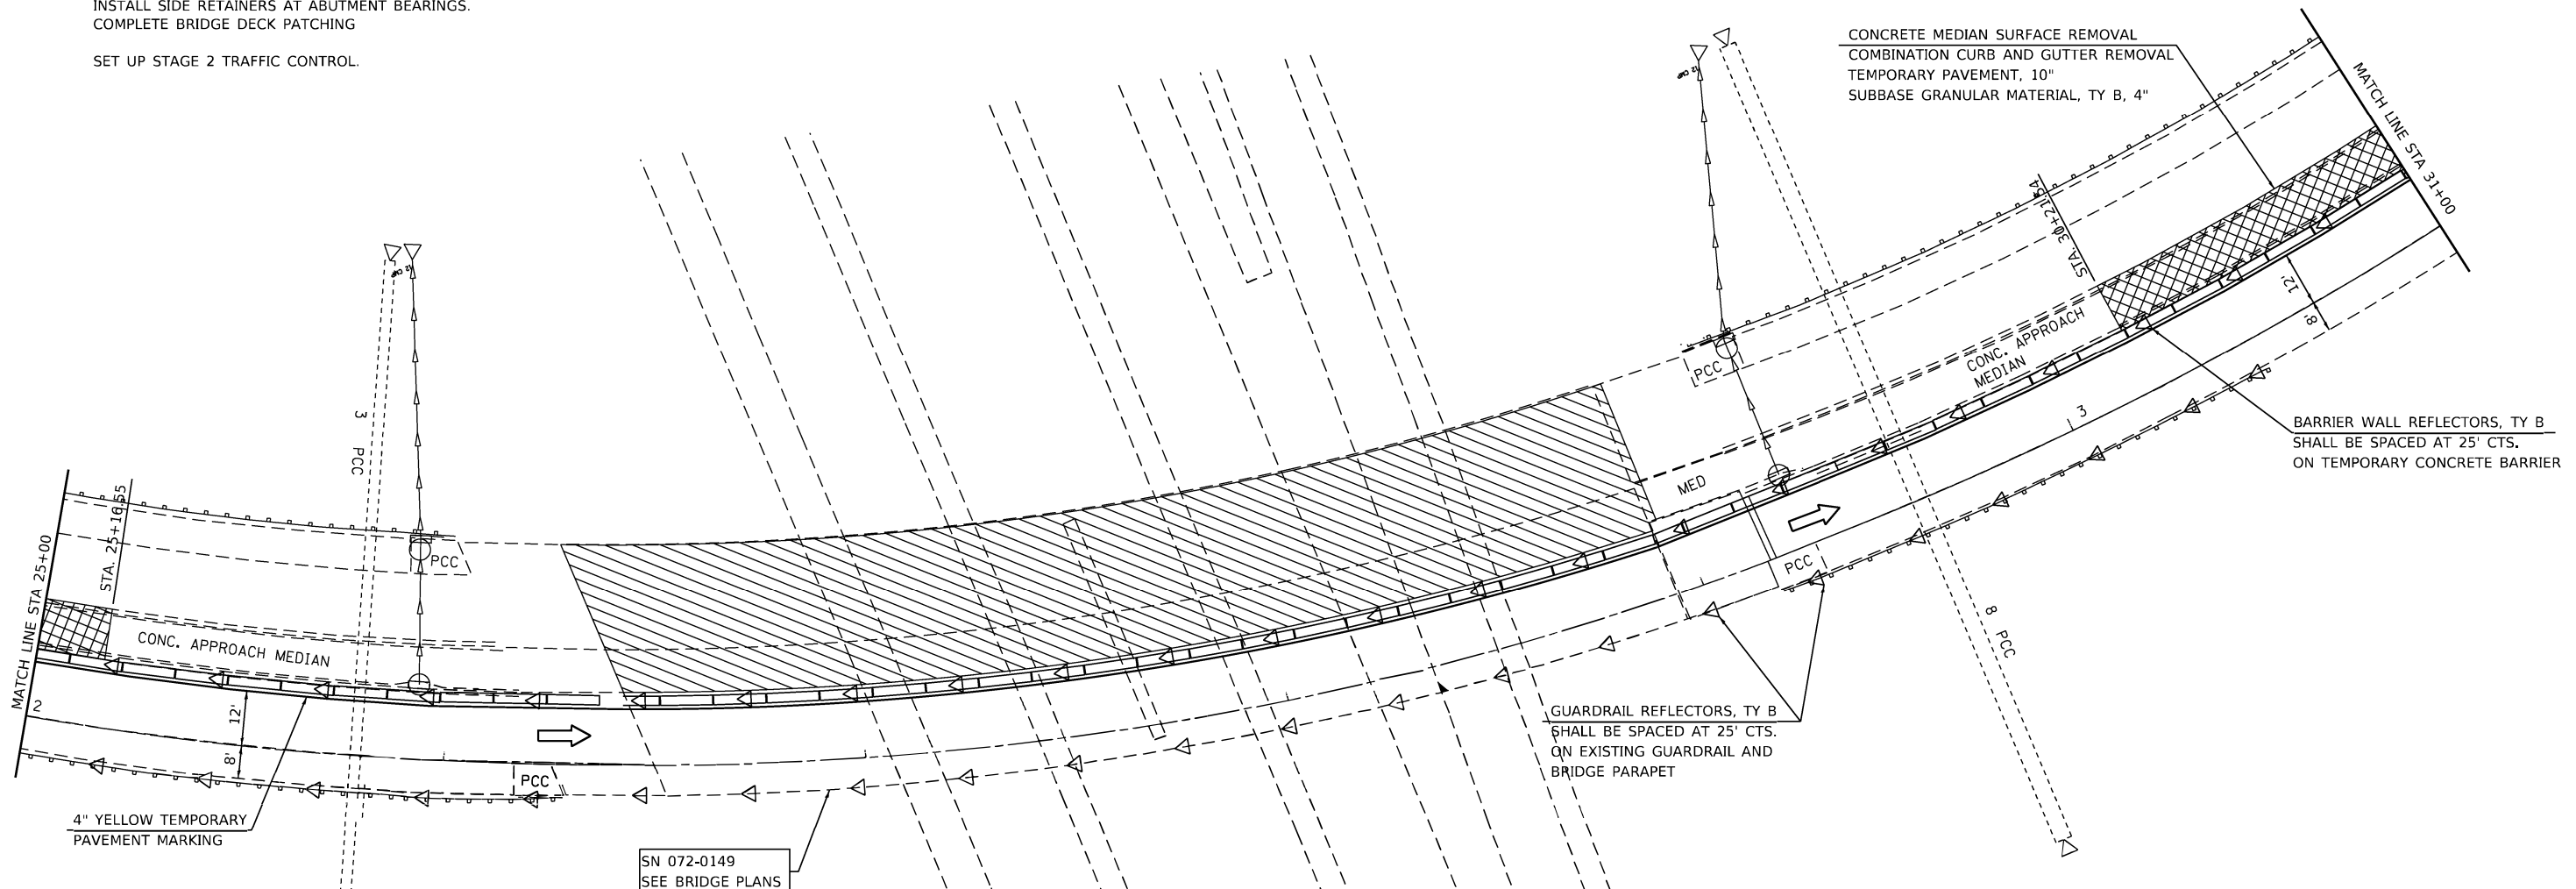 INSTALL SIDE RETAINERS AT ABUTMENT BEARINGS.
COMPLETE BRIDGE DECK PATCHING
SET UP STAGE 2 TRAFFIC CONTROL.
CONCRETE MEDIAN SURFACE REMOVAL
COMBINATION CURB AND GUTTER REMOVAL
TEMPORARY PAVEMENT, 10"
SUBBASE GRANULAR MATERIAL, TY B, 4"
MATCH LINE STA 31+00
STA. 30+21.54
12'
8'
CONC. APPROACH
MEDIAN
PCC
MED
3
BARRIER WALL REFLECTORS, TY B
SHALL BE SPACED AT 25' CTS.
ON TEMPORARY CONCRETE BARRIER
PCC
8 PCC
3 PCC
MATCH LINE STA 25+00
STA. 25+16.55
PCC
CONC. APPROACH MEDIAN
2
12'
8'
PCC
4" YELLOW TEMPORARY
PAVEMENT MARKING
SN 072-0149
SEE BRIDGE PLANS
GUARDRAIL REFLECTORS, TY B
SHALL BE SPACED AT 25' CTS.
ON EXISTING GUARDRAIL AND
BRIDGE PARAPET